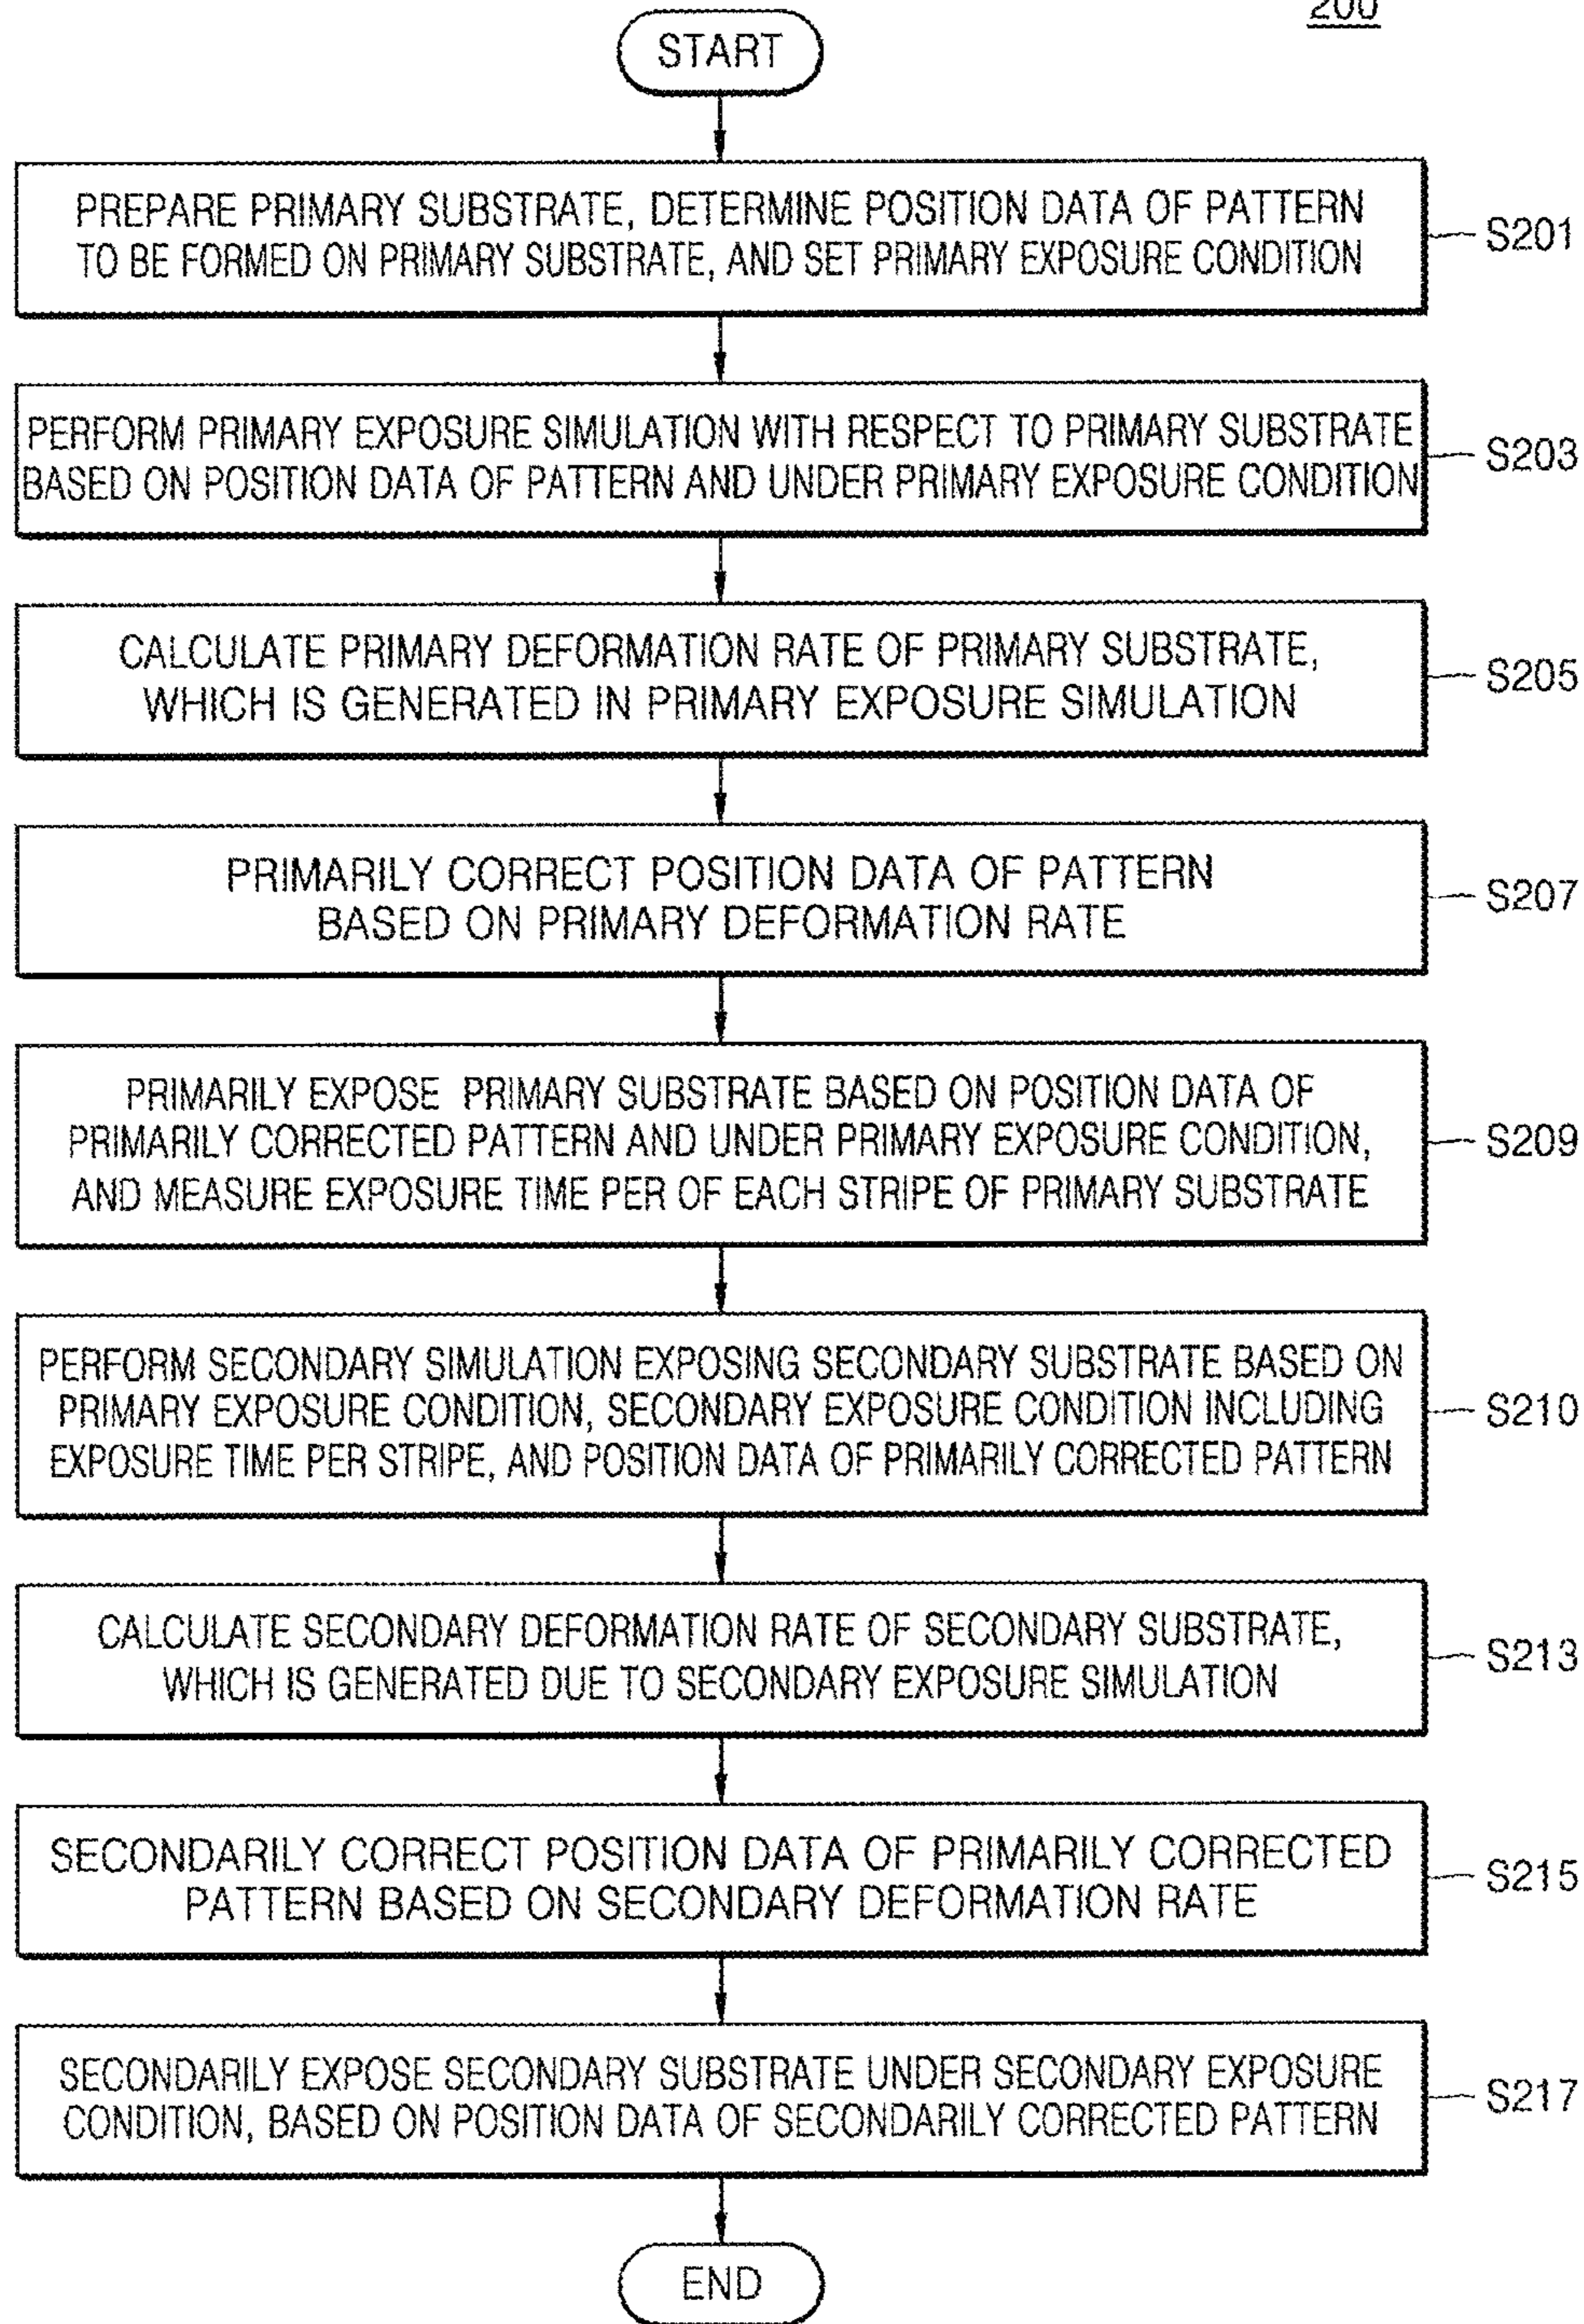 200
START
PREPARE PRIMARY SUBSTRATE, DETERMINE POSITION DATA OF PATTERN
TO BE FORMED ON PRIMARY SUBSTRATE, AND SET PRIMARY EXPOSURE CONDITION
S201
PERFORM PRIMARY EXPOSURE SIMULATION WITH RESPECT TO PRIMARY SUBSTRATE
BASED ON POSITION DATA OF PATTERN AND UNDER PRIMARY EXPOSURE CONDITION
S203
CALCULATE PRIMARY DEFORMATION RATE OF PRIMARY SUBSTRATE,
WHICH IS GENERATED IN PRIMARY EXPOSURE SIMULATION
S205
PRIMARILY CORRECT POSITION DATA OF PATTERN
BASED ON PRIMARY DEFORMATION RATE
S207
PRIMARILY EXPOSE PRIMARY SUBSTRATE BASED ON POSITION DATA OF
PRIMARILY CORRECTED PATTERN AND UNDER PRIMARY EXPOSURE CONDITION,
AND MEASURE EXPOSURE TIME PER OF EACH STRIPE OF PRIMARY SUBSTRATE
S209
PERFORM SECONDARY SIMULATION EXPOSING SECONDARY SUBSTRATE BASED ON
PRIMARY EXPOSURE CONDITION, SECONDARY EXPOSURE CONDITION INCLUDING
EXPOSURE TIME PER STRIPE, AND POSITION DATA OF PRIMARILY CORRECTED PATTERN
S210
CALCULATE SECONDARY DEFORMATION RATE OF SECONDARY SUBSTRATE,
WHICH IS GENERATED DUE TO SECONDARY EXPOSURE SIMULATION
S213
SECONDARILY CORRECT POSITION DATA OF PRIMARILY CORRECTED
PATTERN BASED ON SECONDARY DEFORMATION RATE
S215
SECONDARILY EXPOSE SECONDARY SUBSTRATE UNDER SECONDARY EXPOSURE
CONDITION, BASED ON POSITION DATA OF SECONDARILY CORRECTED PATTERN
S217
END